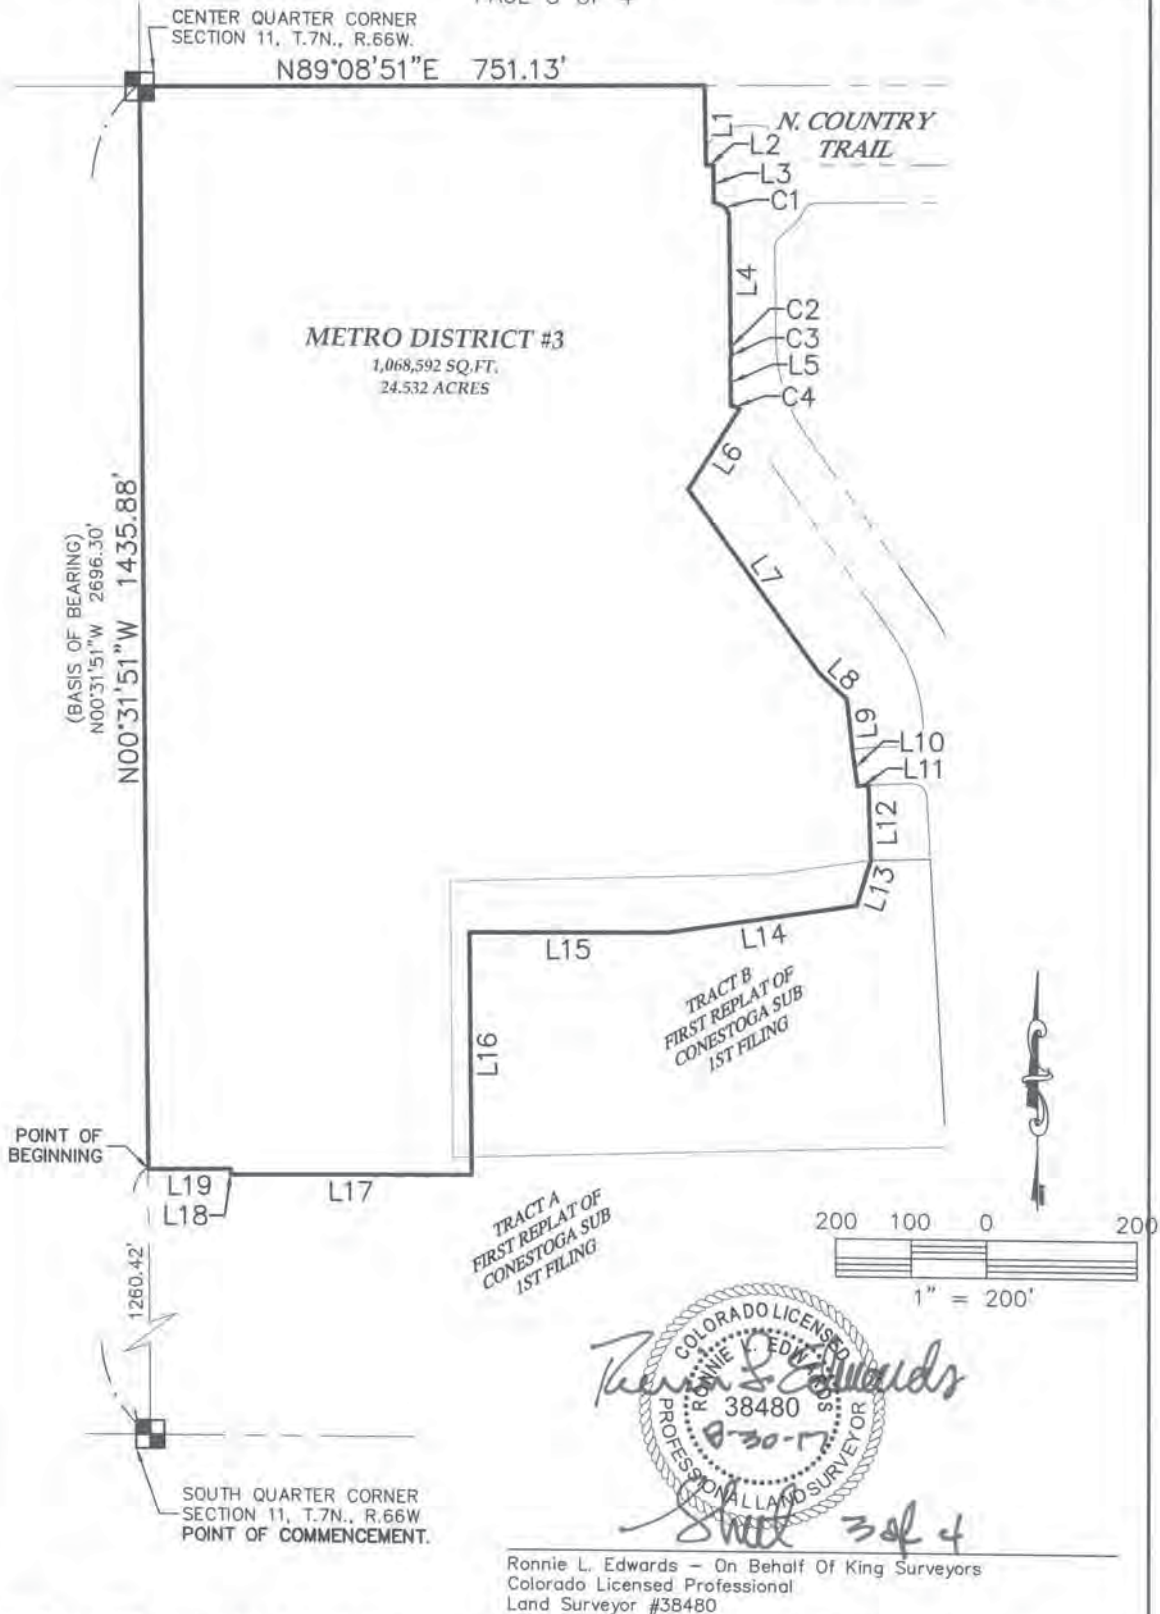 PAGE 3 OF 4
CENTER QUARTER CORNER
SECTION 11, T.7N., R.66W.
N89°08'51"E 751.13'
L1
N. COUNTRY
TRAIL
L2
L3
C1
L4
C2
C3
L5
C4
METRO DISTRICT #3
1,068,592 SQ.FT.
24.532 ACRES
L6
(BASIS OF BEARING)
N00°31'51"W 2696.30'
N00°31'51"W 1435.88'
L7
L8
L9
L10
L11
L12
L13
L14
L15
TRACT B
FIRST REPLAT OF
CONESTOGA SUB
1ST FILING
L16
POINT OF
BEGINNING
L19
L18
L17
TRACT A
FIRST REPLAT OF
CONESTOGA SUB
1ST FILING
200 100 0 200
1" = 200'
1260.42'
COLORADO LICENSED
RONNIE L. EDWARDS
38480
8-30-17
PROFESSIONAL LAND SURVEYOR
Sheet 3 of 4
SOUTH QUARTER CORNER
SECTION 11, T.7N., R.66W
POINT OF COMMENCEMENT.
Ronnie L. Edwards – On Behalf Of King Surveyors
Colorado Licensed Professional
Land Surveyor #38480